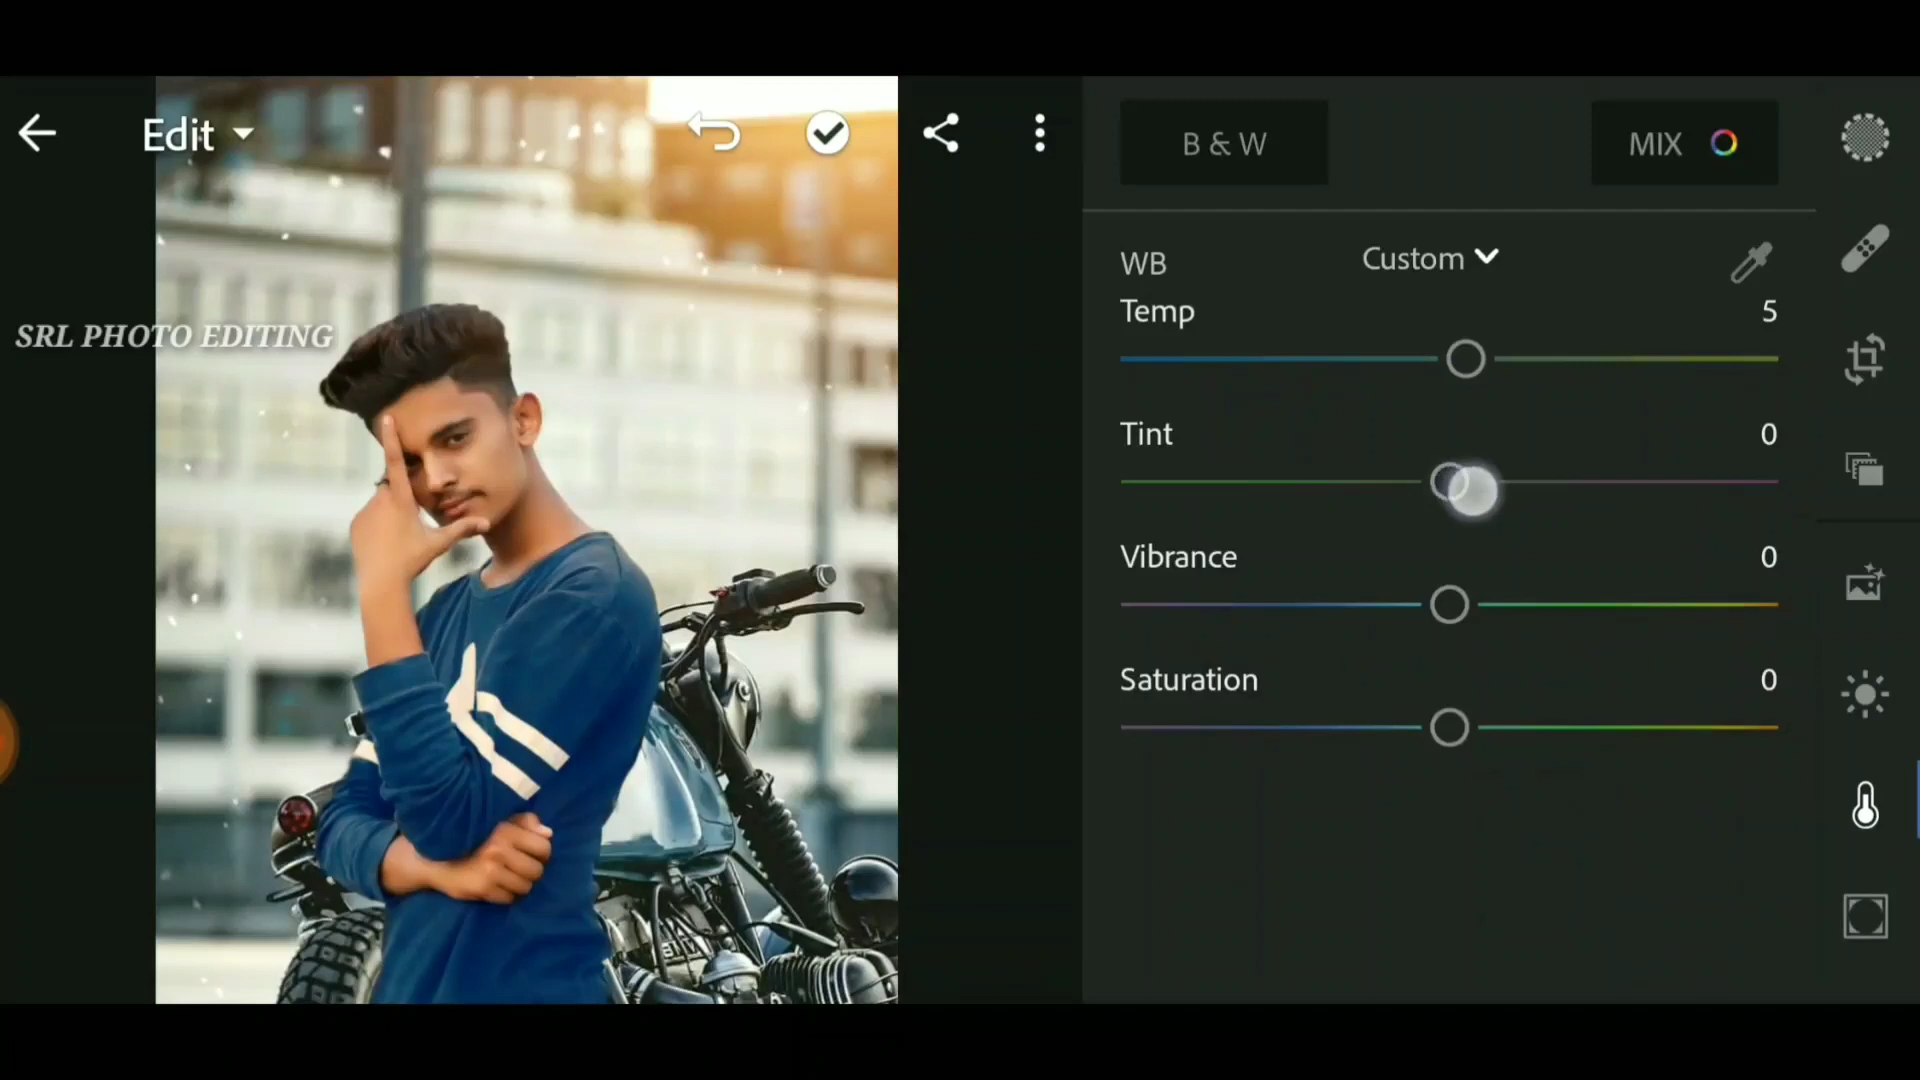 Edit
B & W
MIX
WB
Custom
Temp
5
SRL PHOTO EDITING
Tint
0
Vibrance
0
Saturation
0